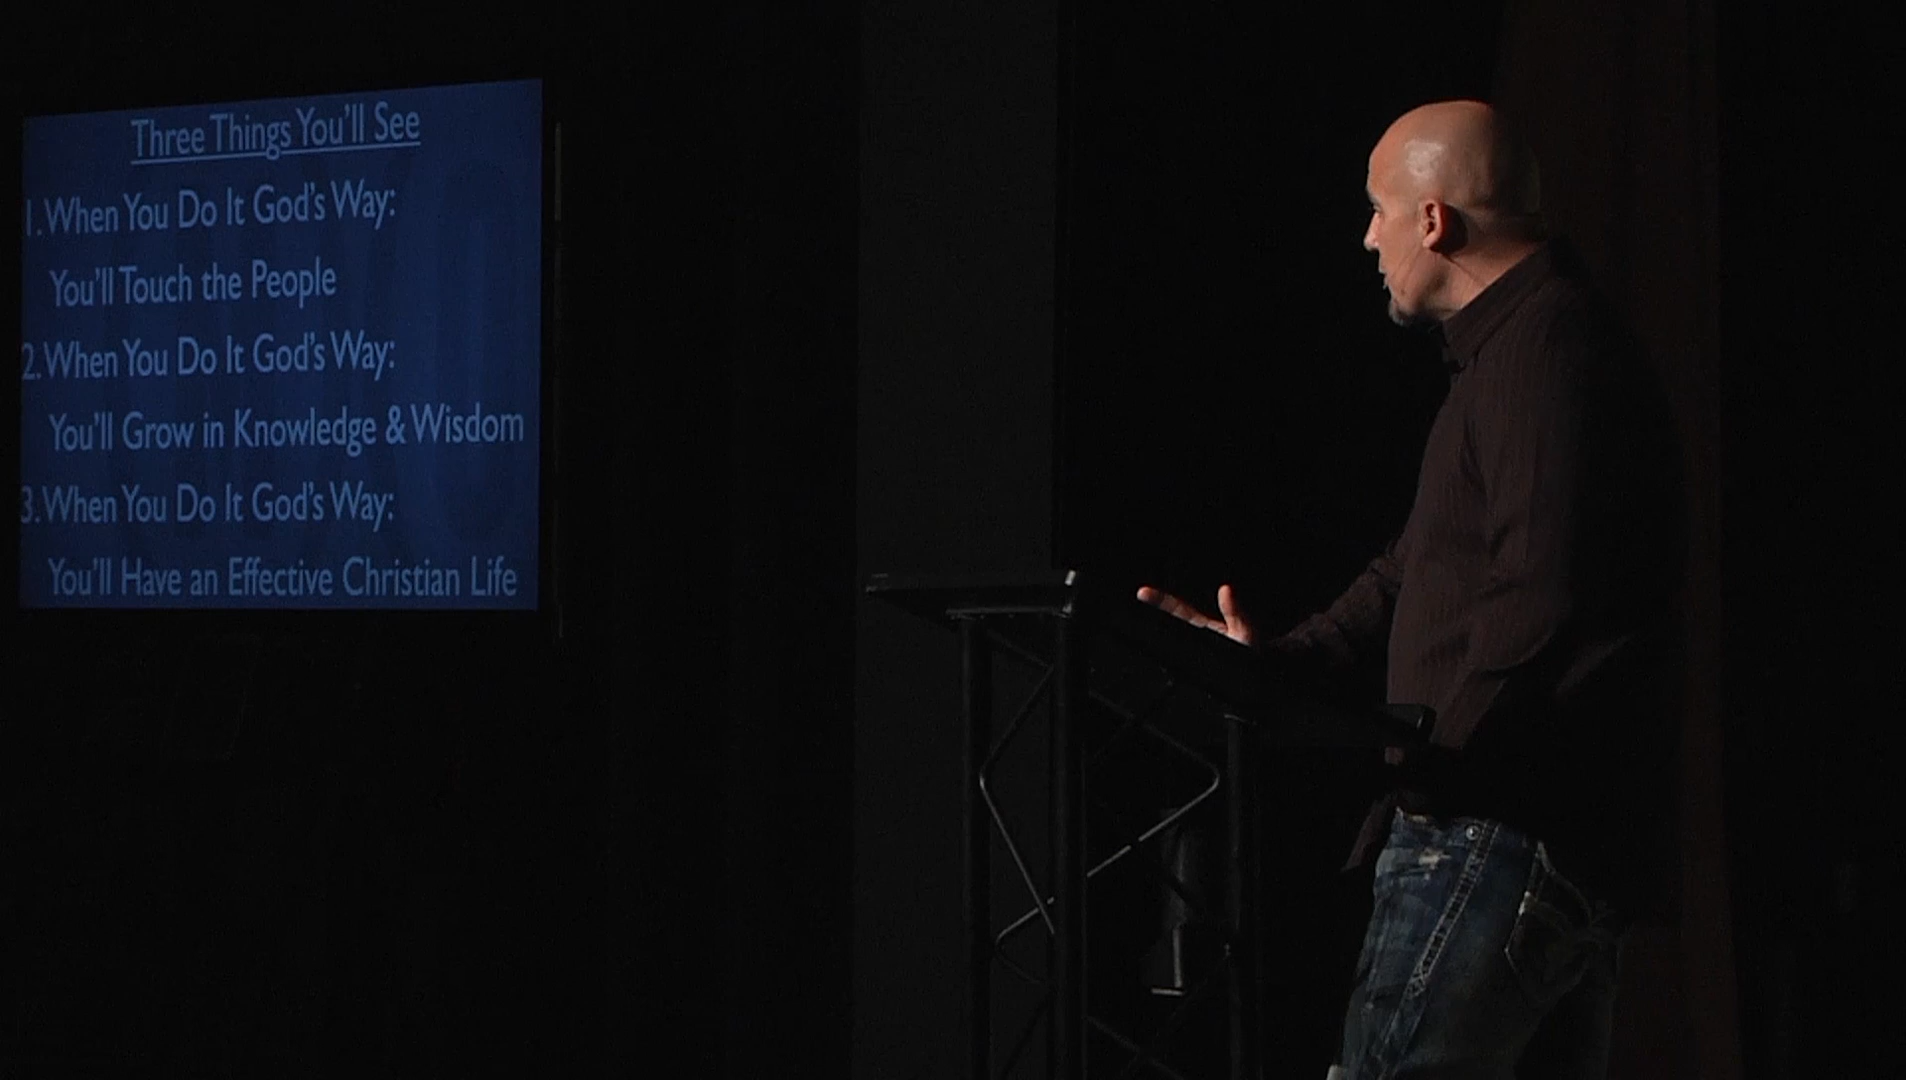 Three Things You'll See
1. When You Do It God's Way:
You'll Touch the People
2. When You Do It God's Way:
You'll Grow in Knowledge & Wisdom
3. When You Do It God's Way:
You'll Have an Effective Christian Life